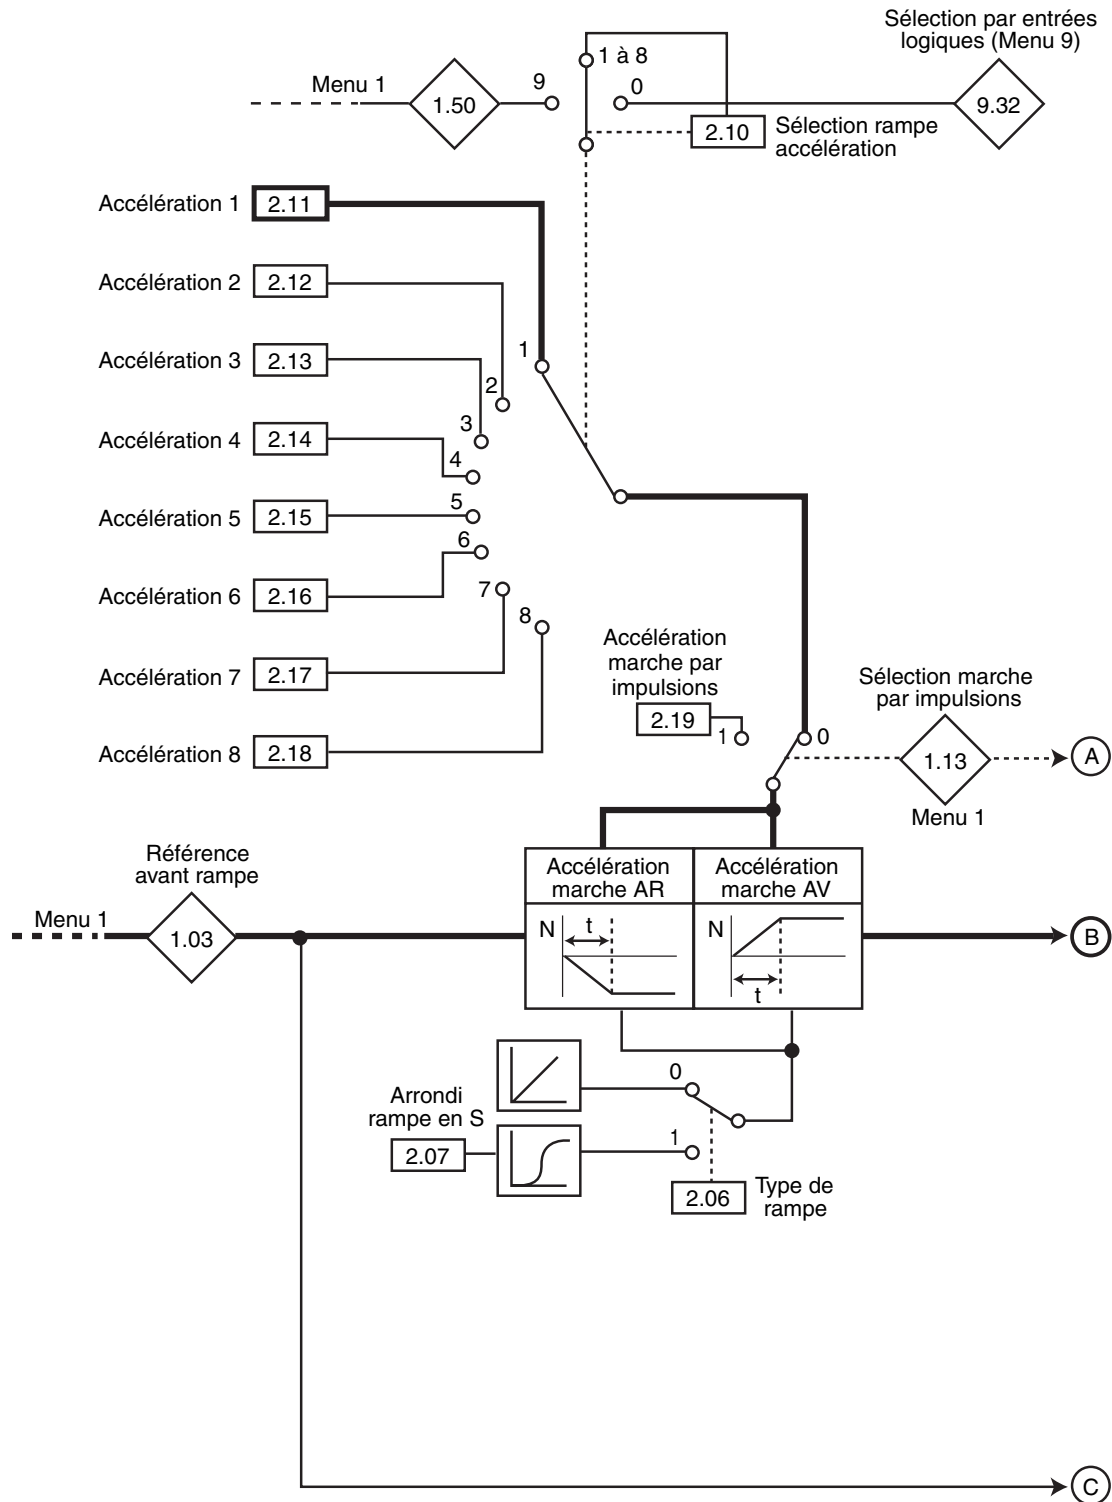 Sélection par entrées
logiques (Menu 9)
1 à 8
Menu 1
1.50
9
0
9.32
2.10
Sélection rampe
accélération
Accélération 1
2.11
Accélération 2
2.12
Accélération 3
2.13
1
2
3
Accélération 4
2.14
4
Accélération 5
2.15
5
6
Accélération 6
2.16
7
8
Accélération 7
2.17
Accélération
marche par
impulsions
2.19
1
0
Sélection marche
par impulsions
1.13
A
Menu 1
Accélération 8
2.18
Référence
avant rampe
Menu 1
1.03
Accélération
marche AR
Accélération
marche AV
N
t
N
t
B
0
Arrondi
rampe en S
2.07
1
2.06
Type de
rampe
C